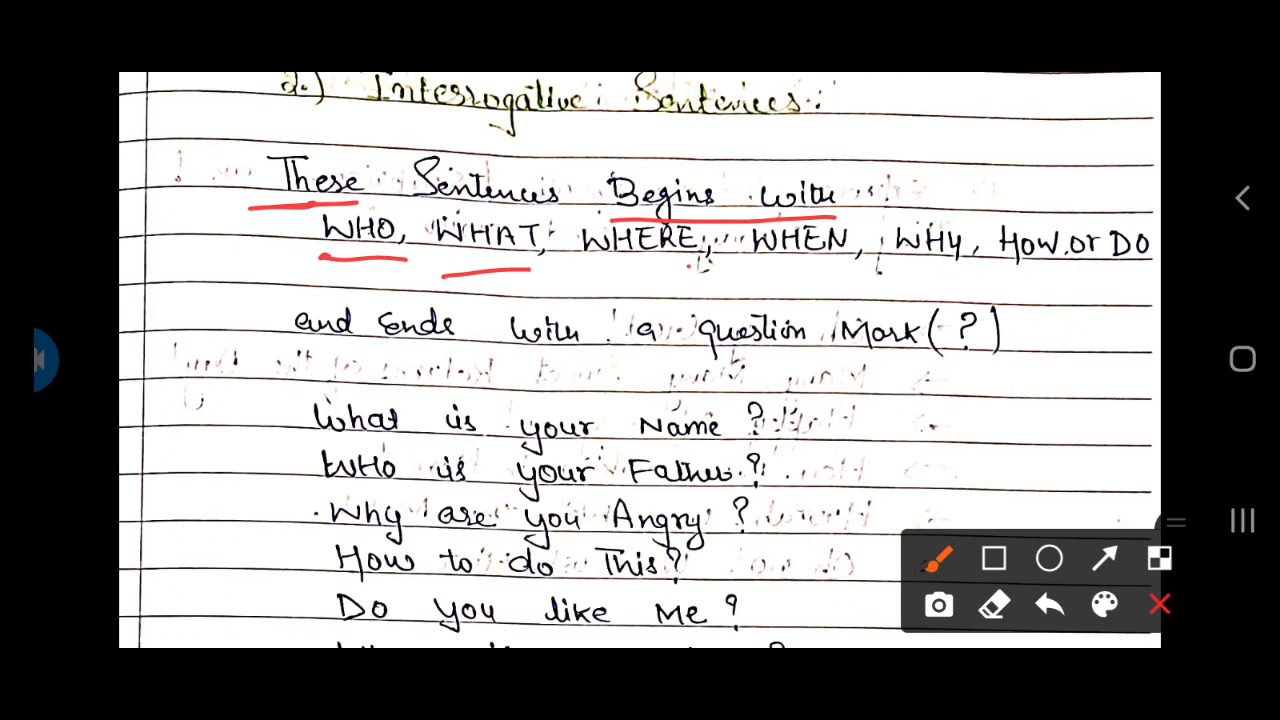 2.) Interrogative Sentences:
These Sentences Begins with
WHO, WHAT, WHERE, WHEN, WHY, HOW. or DO
and ends with a question Mark (?)
What is your Name ?
WHO is your Father ?
Why are you Angry ?
How to do This ?
Do you like Me ?